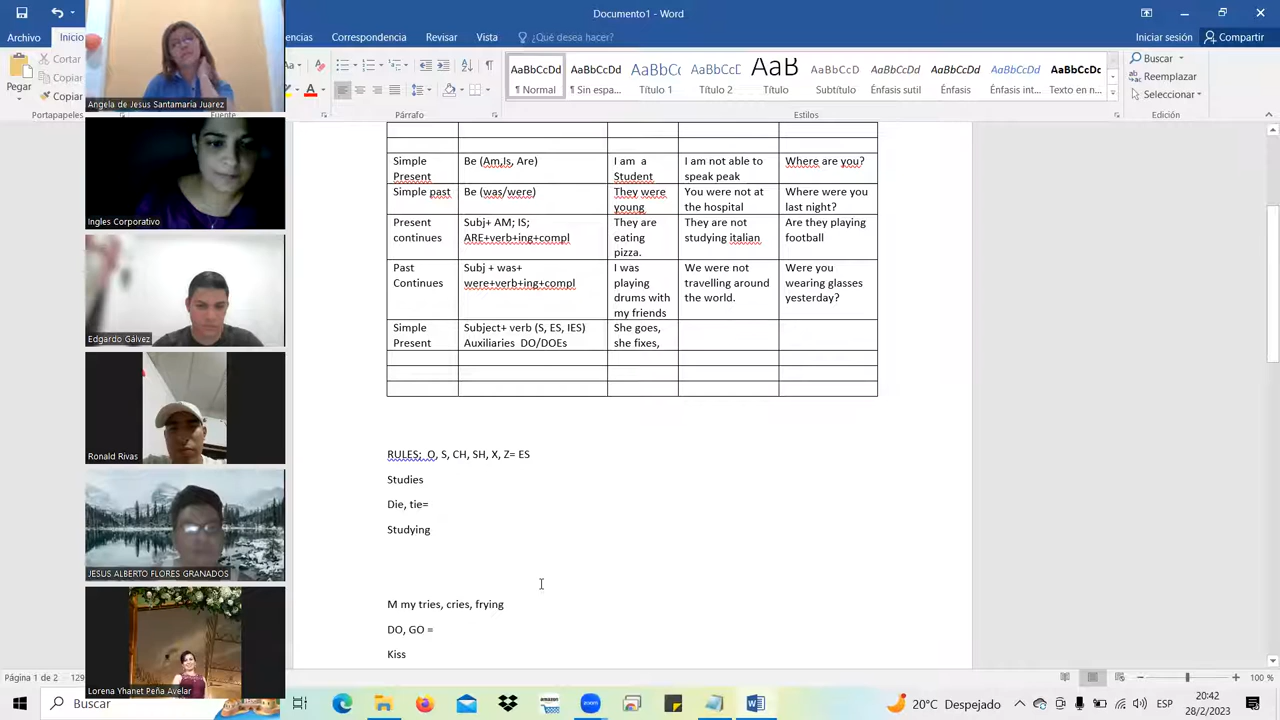 Documento1 - Word
Archivo
Inicio
encias
Correspondencia
Revisar
Vista
¿Qué desea hacer?
Iniciar sesión
Compartir
AaBbCcDd
AaBbCcDd
AaBbCc
AaBbCcD
AaB
AaBbCcD
AaBbCcDd
AaBbCcDd
AaBbCcDd
AaBbCcDc
¶ Normal
¶ Sin espa...
Título 1
Título 2
Título
Subtítulo
Énfasis sutil
Énfasis
Énfasis int...
Texto en n...
Buscar
Reemplazar
Seleccionar
Pegar
Portapapeles
Fuente
Párrafo
Estilos
Edición
Angela de Jesus Santamaría Juarez
Ingles Corporativo
Edgardo Gálvez
Ronald Rivas
JESUS ALBERTO FLORES GRANADOS
Lorena Yhanet Peña Avelar
Simple Present
Be (Am,Is, Are)
I am a Student
I am not able to speak peak
Where are you?
Simple past
Be (was/were)
They were young
You were not at the hospital
Where were you last night?
Present continues
Subj+ AM; IS; ARE+verb+ing+compl
They are eating pizza.
They are not studying italian
Are they playing football
Past Continues
Subj + was+ were+verb+ing+compl
I was playing drums with my friends
We were not travelling around the world.
Were you wearing glasses yesterday?
Simple Present
Subject+ verb (S, ES, IES) Auxiliaries DO/DOEs
She goes, she fixes,
RULES; O, S, CH, SH, X, Z= ES
Studies
Die, tie=
Studying
M my tries, cries, frying
DO, GO =
Kiss
Página 1 de 2
129
100 %
Buscar
amazon
zoom
20°C Despejado
ESP
20:42
28/2/2023